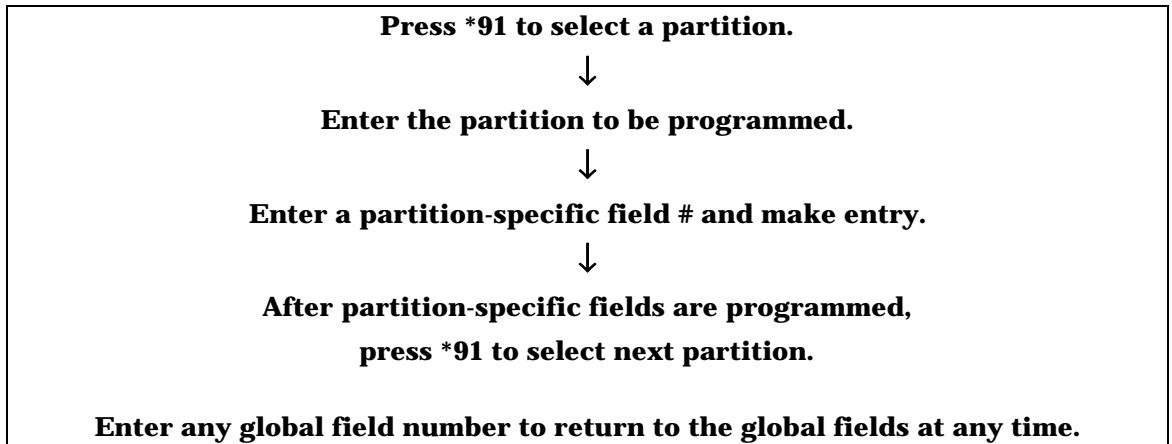 Press *91 to select a partition.
↓
Enter the partition to be programmed.
↓
Enter a partition-specific field # and make entry.
↓
After partition-specific fields are programmed,
press *91 to select next partition.
Enter any global field number to return to the global fields at any time.